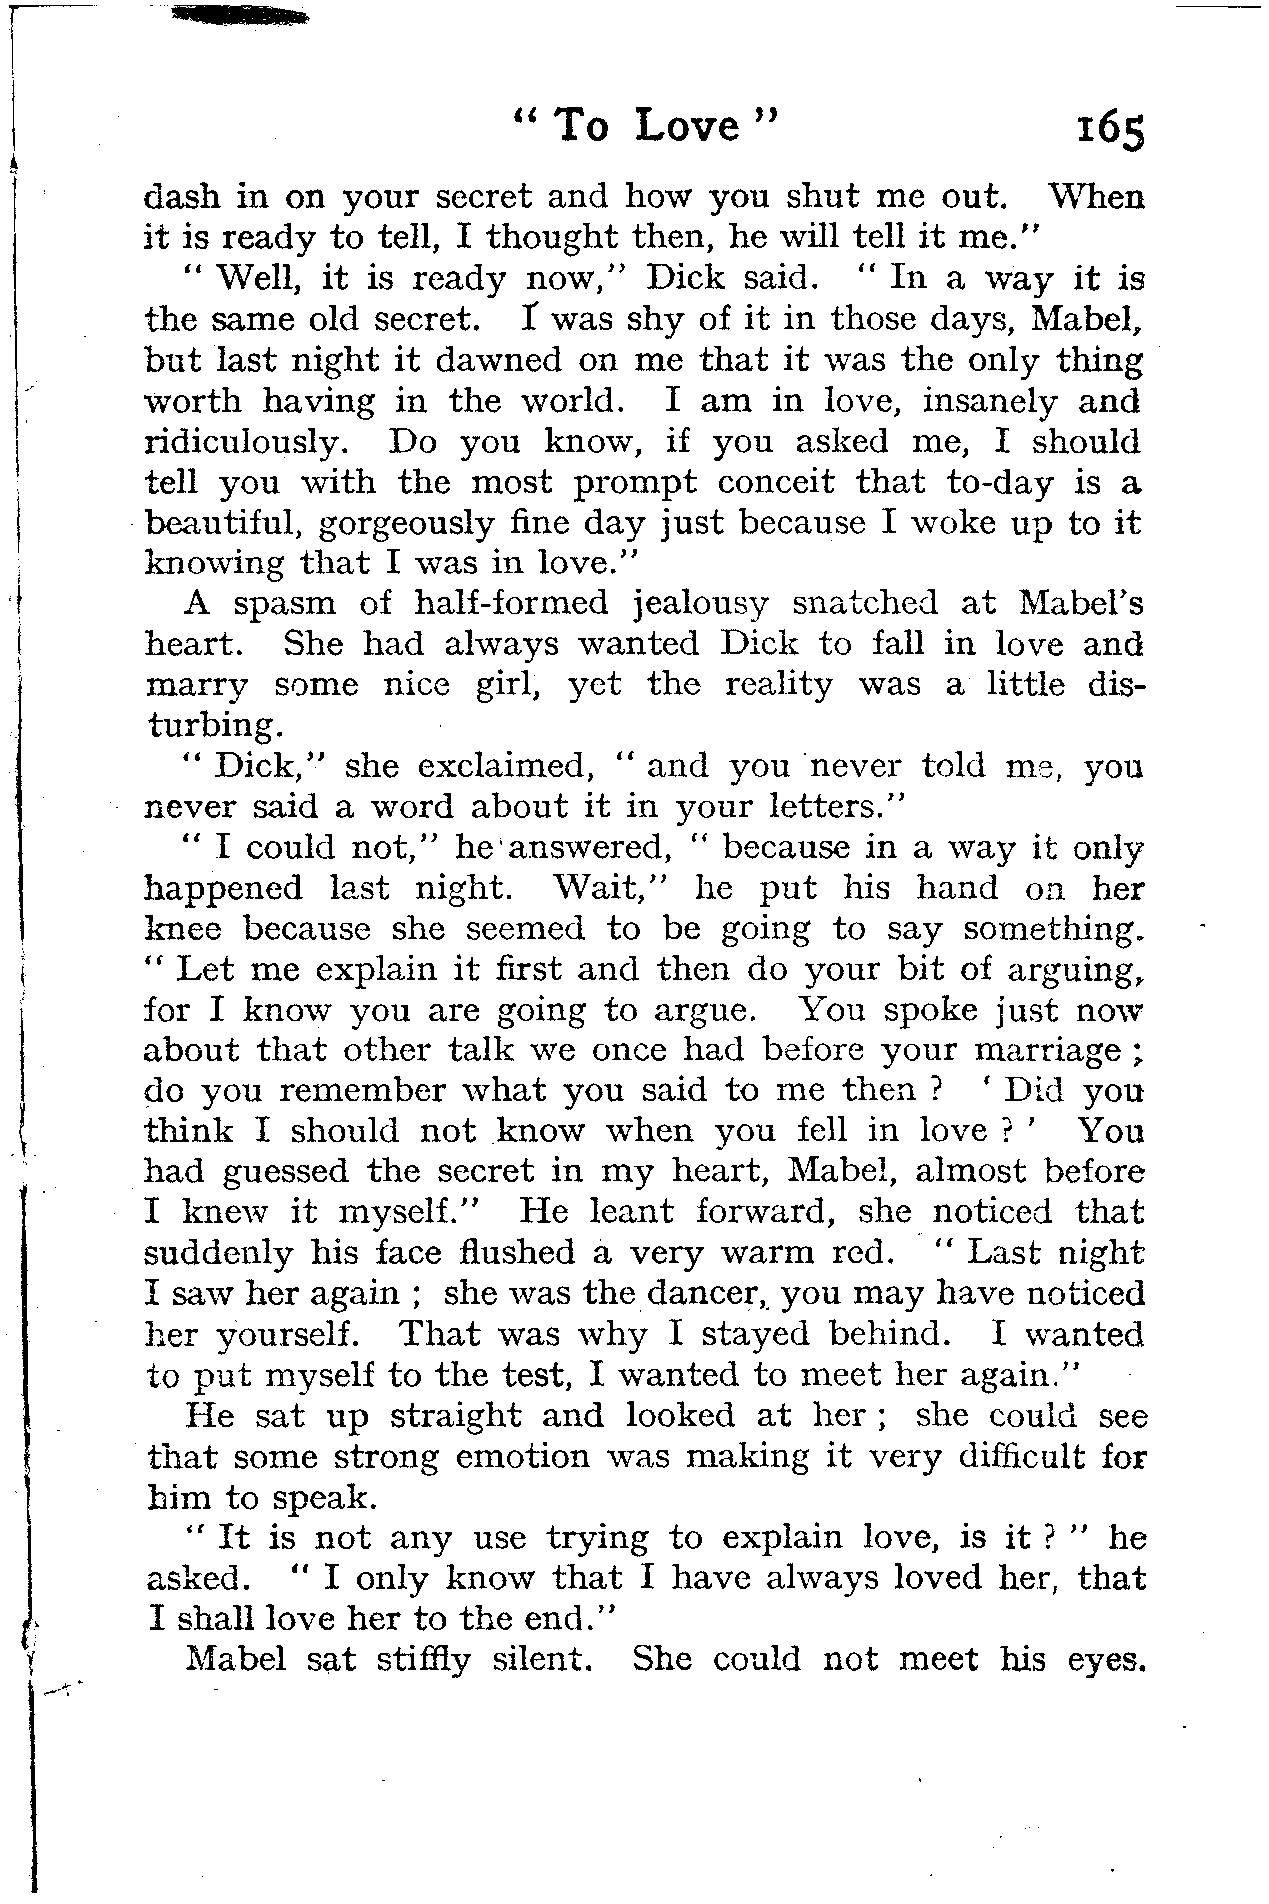 “ To Love ” 165
dash in on your secret and how you shut me out. When
it is ready to tell, I thought then, he will tell it me.”
“ Well, it is ready now,” Dick said. “ In a way it is
the same old secret. I was shy of it in those days, Mabel,
but last night it dawned on me that it was the only thing
worth having in the world. I am in love, insanely and
ridiculously. Do you know, if you asked me, I should
tell you with the most prompt conceit that to-day is a
beautiful, gorgeously fine day just because I woke up to it
knowing that I was in love.”
A spasm of half-formed jealousy snatched at Mabel’s
heart. She had always wanted Dick to fall in love and
marry some nice girl, yet the reality was a little dis-
turbing.
“ Dick,” she exclaimed, “ and you never told me, you
never said a word about it in your letters.”
“ I could not,” he answered, “ because in a way it only
happened last night. Wait,” he put his hand on her
knee because she seemed to be going to say something.
“ Let me explain it first and then do your bit of arguing,
for I know you are going to argue. You spoke just now
about that other talk we once had before your marriage ;
do you remember what you said to me then ? ‘ Did you
think I should not know when you fell in love ? ’ You
had guessed the secret in my heart, Mabel, almost before
I knew it myself.” He leant forward, she noticed that
suddenly his face flushed a very warm red. “ Last night
I saw her again ; she was the dancer, you may have noticed
her yourself. That was why I stayed behind. I wanted
to put myself to the test, I wanted to meet her again.”
He sat up straight and looked at her ; she could see
that some strong emotion was making it very difficult for
him to speak.
“ It is not any use trying to explain love, is it ? ” he
asked. “ I only know that I have always loved her, that
I shall love her to the end.”
Mabel sat stiffly silent. She could not meet his eyes.